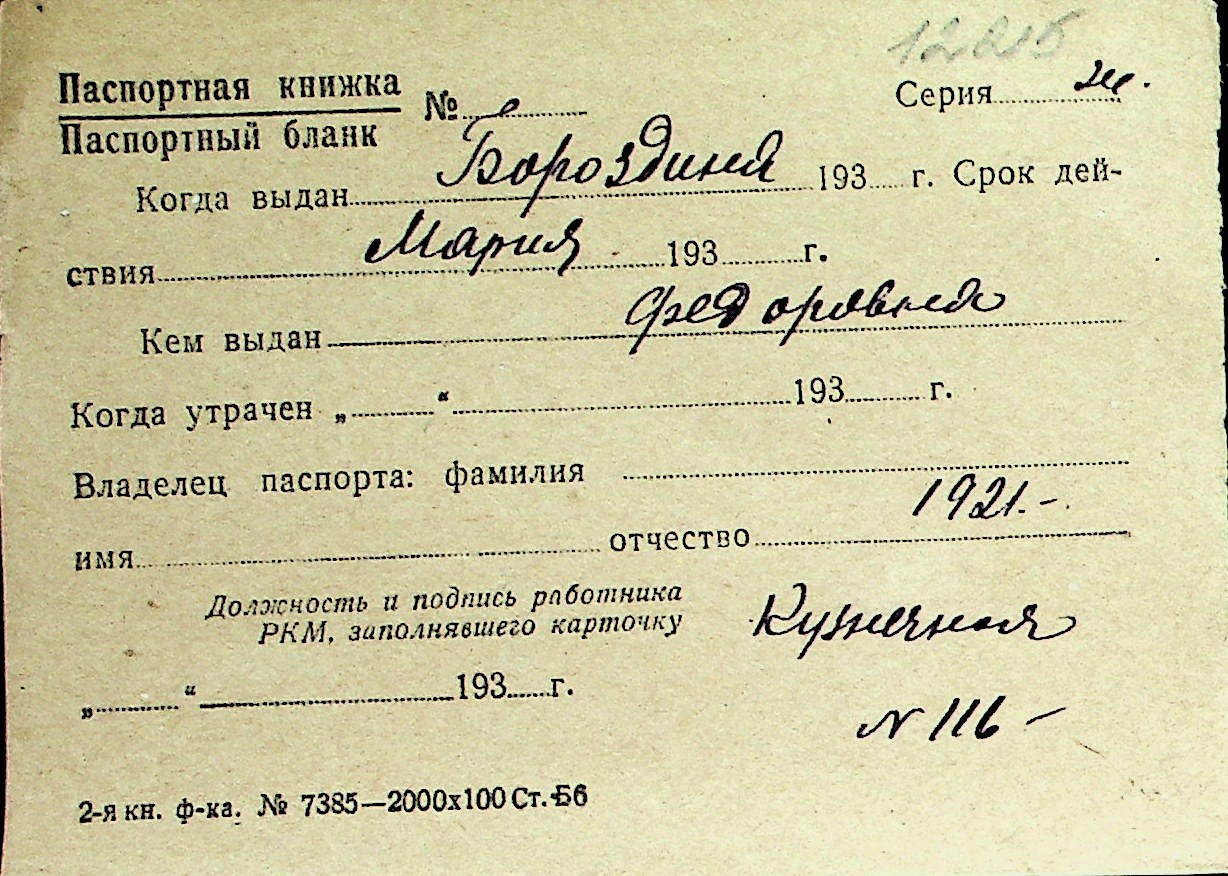 12216
Паспортная книжка
Паспортный бланк
№ Серия
Бороздина
Когда выдан 193 г. Срок дей-
Мария
ствия 193 г.
Федоровна
Кем выдан
Когда утрачен „ “ 193 г.
Владелец паспорта: фамилия
1921.-
имя отчество
Должность и подпись работника
РКМ, заполнявшего карточку
Кузнечная
„ “ 193 г.
N 116 –
2-я кн. ф-ка. № 7385—2000х100 Ст. Б6